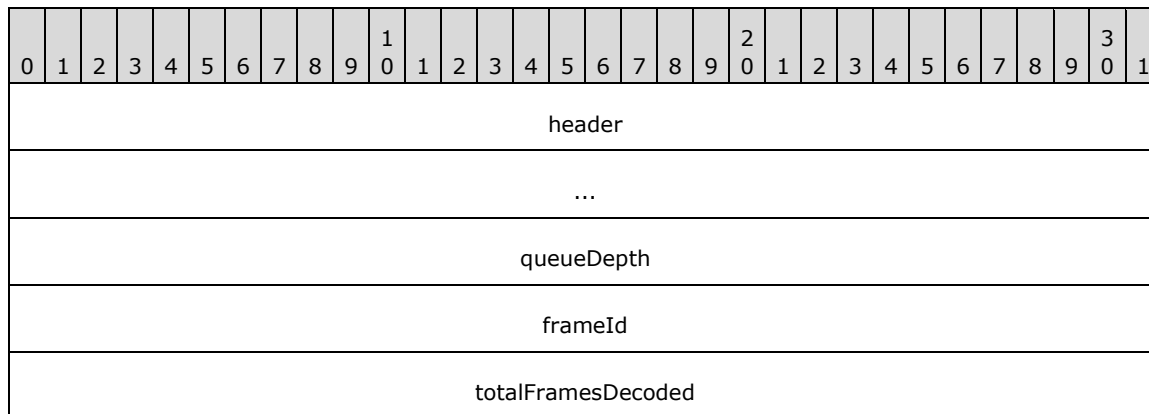 0 1 2 3 4 5 6 7 8 9 1 0 1 2 3 4 5 6 7 8 9 2 0 1 2 3 4 5 6 7 8 9 3 0 1
header
...
queueDepth
frameId
totalFramesDecoded